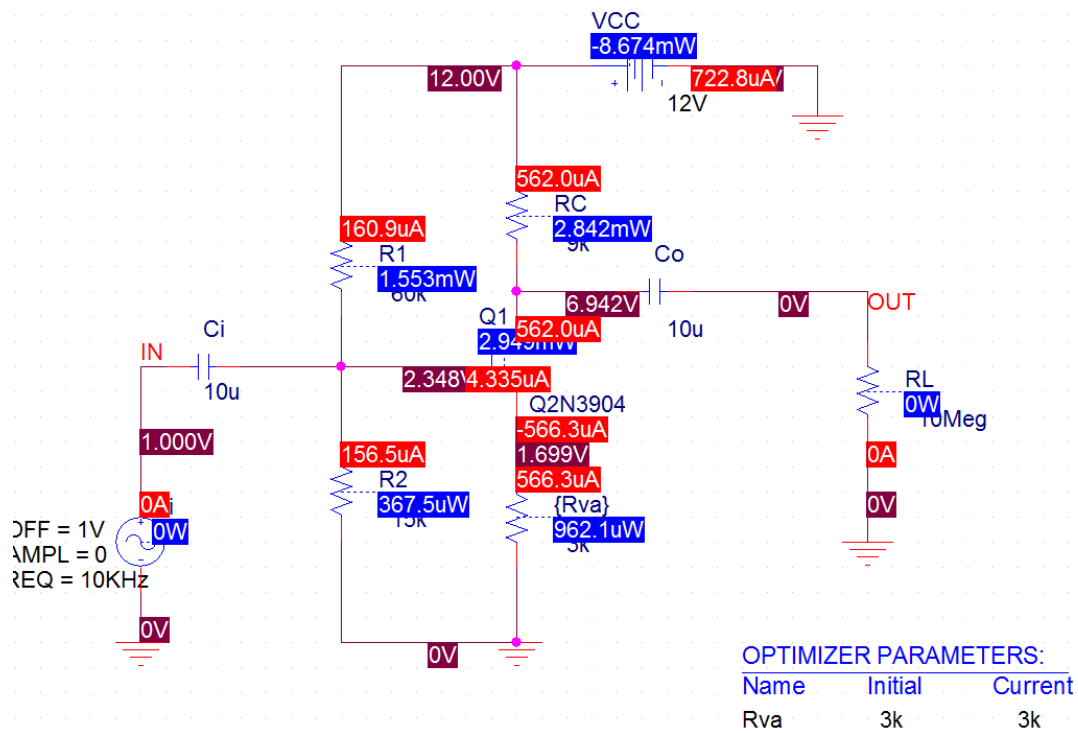 VCC
-8.674mW
12.00V
722.8uA
12V
562.0uA
RC
2.842mW
9k
160.9uA
R1
1.553mW
60k
Co
6.942V
0V
OUT
Q1
562.0uA
10u
2.949mW
Ci
IN
10u
2.348V
4.335uA
RL
0W
10Meg
Q2N3904
-566.3uA
1.000V
156.5uA
1.699V
0A
R2
566.3uA
367.5uW
{Rva}
0V
15k
962.1uW
3k
0A
i
0W
OFF = 1V
AMPL = 0
REQ = 10KHz
0V
0V
OPTIMIZER PARAMETERS:
Name Initial Current
Rva 3k 3k